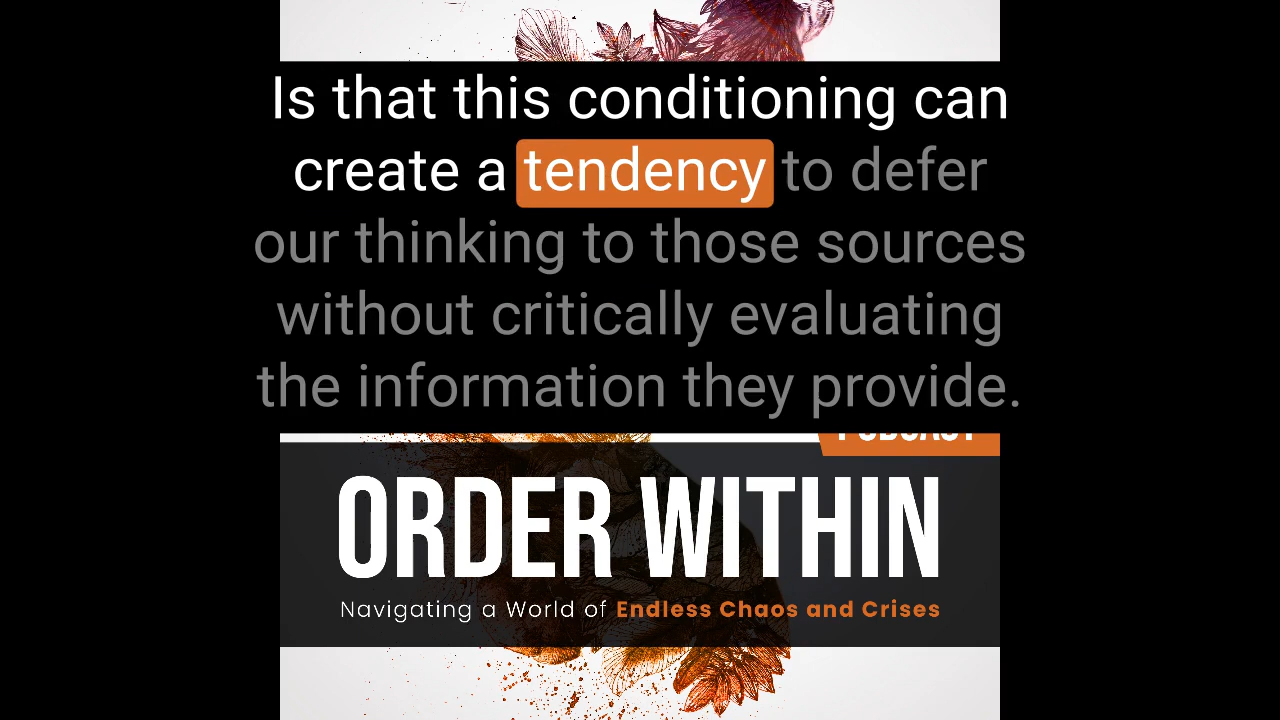 Is that this conditioning can
create a tendency to defer
our thinking to those sources
without critically evaluating
the information they provide.
PODCAST
ORDER WITHIN
Navigating a World of Endless Chaos and Crises